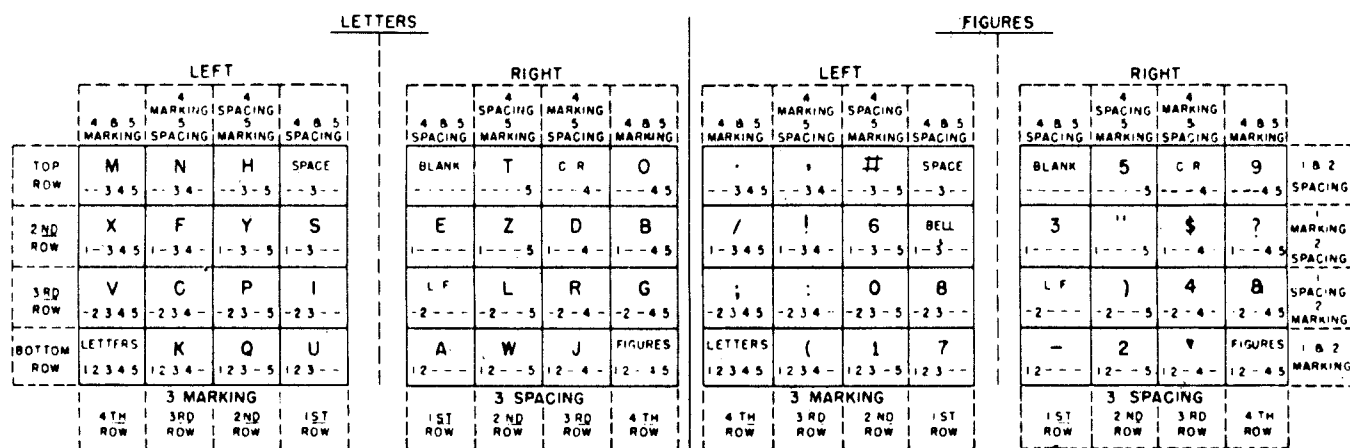 LETTERS FIGURES
LEFT RIGHT LEFT RIGHT
4 & 5 MARKING 4 MARKING 5 SPACING 4 SPACING 5 MARKING 4 & 5 SPACING 4 & 5 SPACING 4 SPACING 5 MARKING 4 MARKING 5 SPACING 4 & 5 MARKING 4 & 5 MARKING 4 MARKING 5 SPACING 4 SPACING 5 MARKING 4 & 5 SPACING 4 & 5 SPACING 4 SPACING 5 MARKING 4 MARKING 5 SPACING 4 & 5 MARKING
TOP ROW M N H SPACE BLANK T C R O . , # SPACE BLANK 5 C R 9 1 & 2 SPACING
--345 --34- --3-5 --3-- ----- ----5 ---4- ---45 --345 --34- --3-5 --3-- ----- ----5 ---4- ---45
2ND ROW X F Y S E Z D B / ! 6 BELL 3 " $ ? 1 MARKING 2 SPACING
1-345 1-34- 1-3-5 1-3-- 1---- 1---5 1--4- 1--45 1-345 1-34- 1-3-5 1-3-- 1---- 1---5 1--4- 1--45
3RD ROW V C P I L F L R G ; : 0 8 L F ) 4 & 1 SPACING 2 MARKING
-2345 -234- -23-5 -23-- -2--- -2--5 -2-4- -2-45 -2345 -234- -23-5 -23-- -2--- -2--5 -2-4- -2-45
BOTTOM ROW LETTERS K Q U A W J FIGURES LETTERS ( 1 7 - 2 ' FIGURES 1 & 2 MARKING
12345 1234- 123-5 123-- 12--- 12--5 12-4- 12-45 12345 1234- 123-5 123-- 12--- 12--5 12-4- 12-45
3 MARKING 3 SPACING 3 MARKING 3 SPACING
4TH ROW 3RD ROW 2ND ROW 1ST ROW 1ST ROW 2ND ROW 3RD ROW 4TH ROW 4TH ROW 3RD ROW 2ND ROW 1ST ROW 1ST ROW 2ND ROW 3RD ROW 4TH ROW